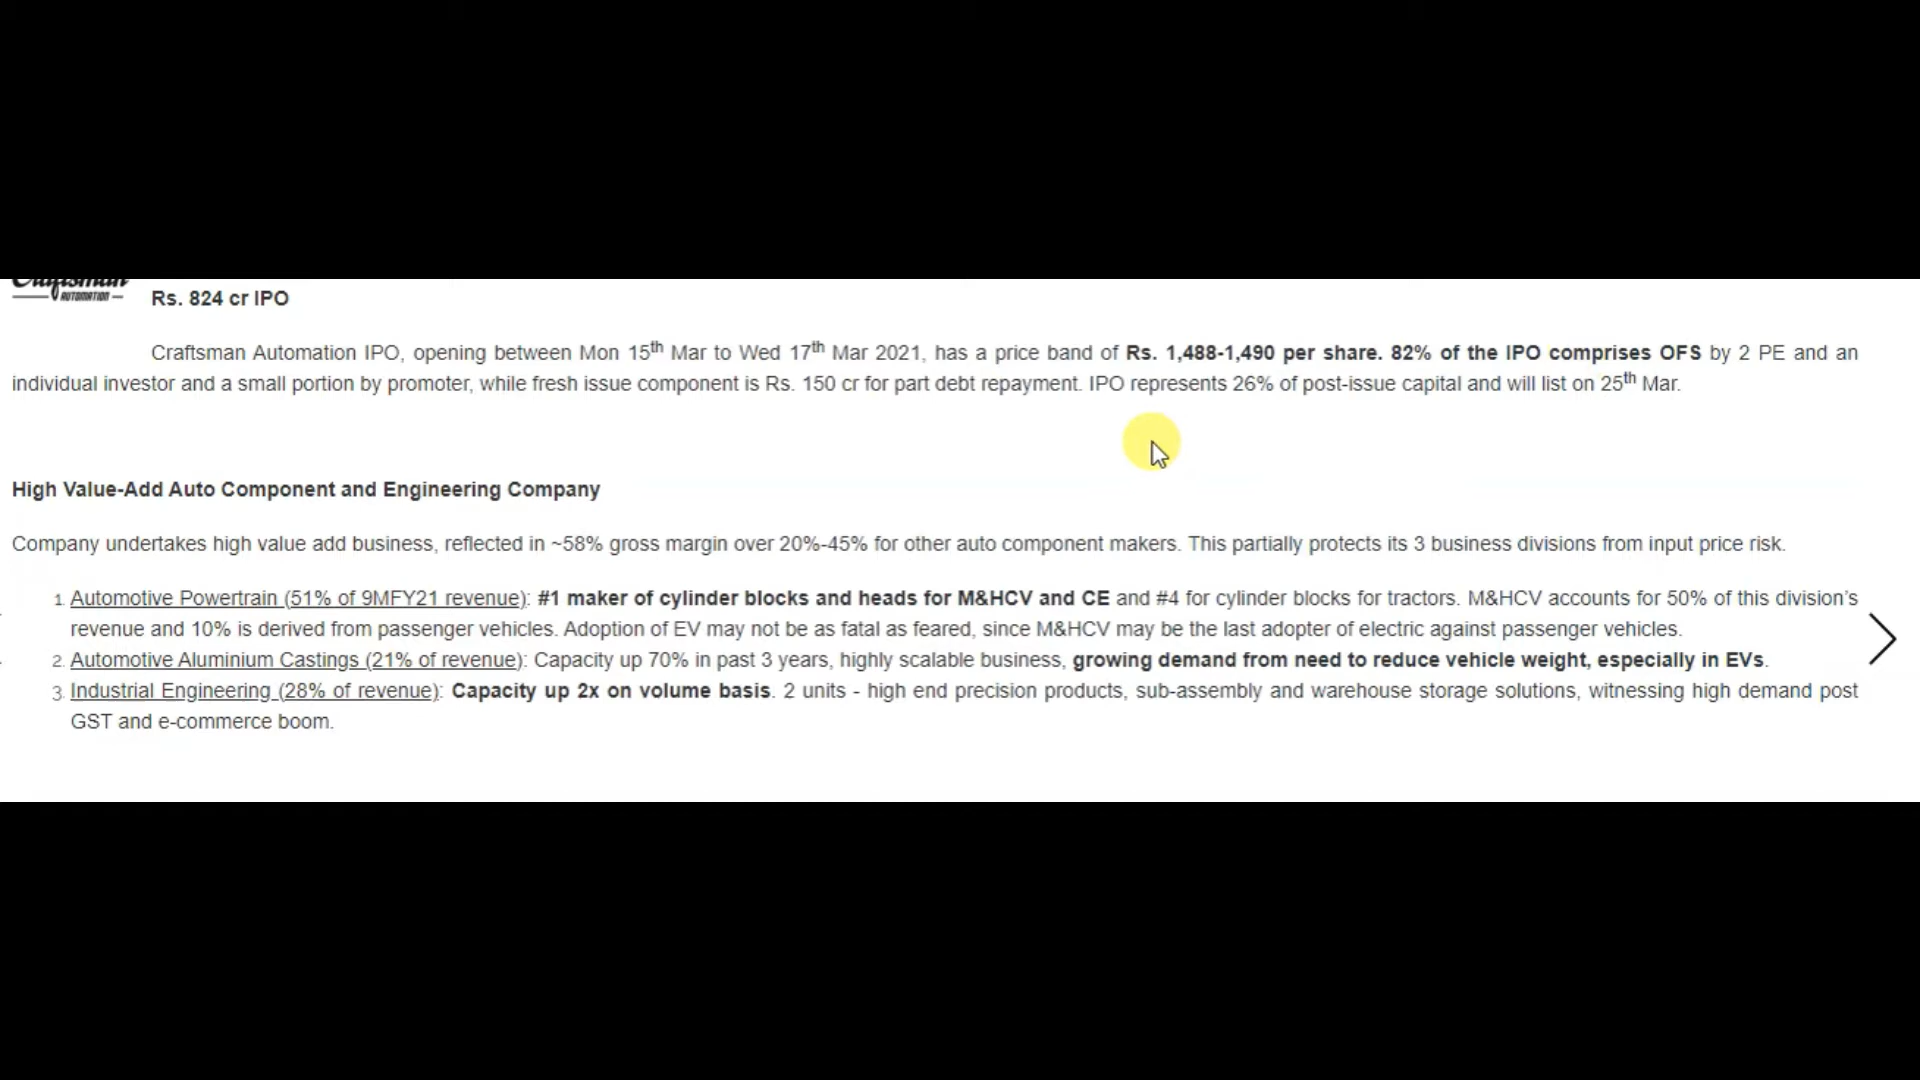 Craftsman
AUTOMATION
Rs. 824 cr IPO
Craftsman Automation IPO, opening between Mon 15th Mar to Wed 17th Mar 2021, has a price band of Rs. 1,488-1,490 per share. 82% of the IPO comprises OFS by 2 PE and an
individual investor and a small portion by promoter, while fresh issue component is Rs. 150 cr for part debt repayment. IPO represents 26% of post-issue capital and will list on 25th Mar.
High Value-Add Auto Component and Engineering Company
Company undertakes high value add business, reflected in ~58% gross margin over 20%-45% for other auto component makers. This partially protects its 3 business divisions from input price risk.
1. Automotive Powertrain (51% of 9MFY21 revenue): #1 maker of cylinder blocks and heads for M&HCV and CE and #4 for cylinder blocks for tractors. M&HCV accounts for 50% of this division's
revenue and 10% is derived from passenger vehicles. Adoption of EV may not be as fatal as feared, since M&HCV may be the last adopter of electric against passenger vehicles.
2. Automotive Aluminium Castings (21% of revenue): Capacity up 70% in past 3 years, highly scalable business, growing demand from need to reduce vehicle weight, especially in EVs.
3. Industrial Engineering (28% of revenue): Capacity up 2x on volume basis. 2 units - high end precision products, sub-assembly and warehouse storage solutions, witnessing high demand post
GST and e-commerce boom.